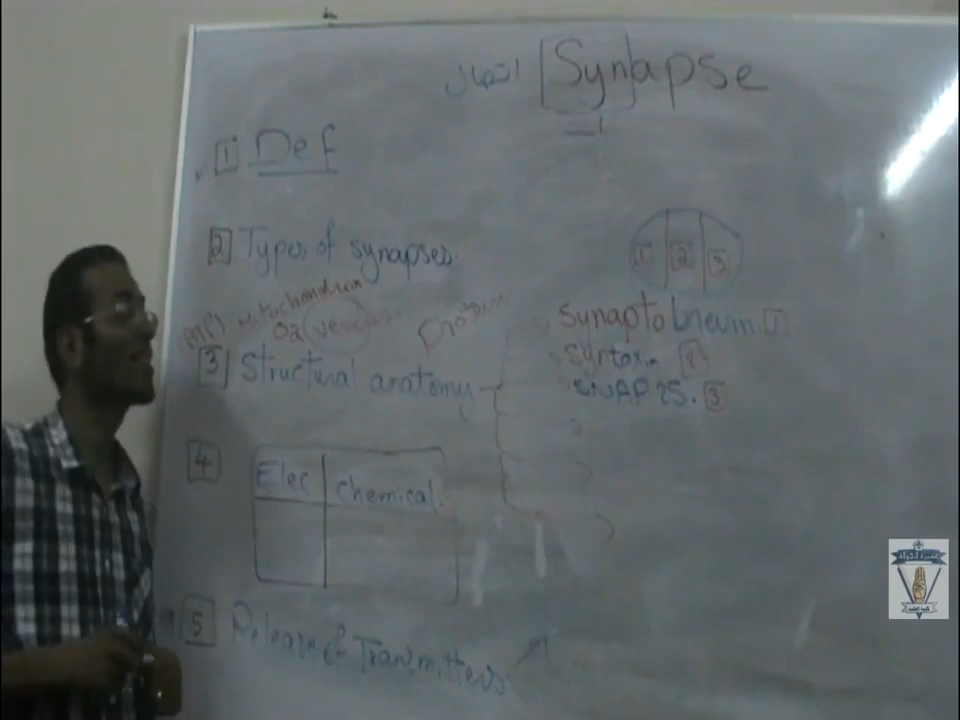 اتصال Synapse
1 Def
2 Types of synapses
1 2 3
Mitochondria
O2
Synaptobrevin 1
Syntaxin 2
3 Structural anatomy
SNAP 25. 3
4
Elec chemical.
5 Release of Transmitters